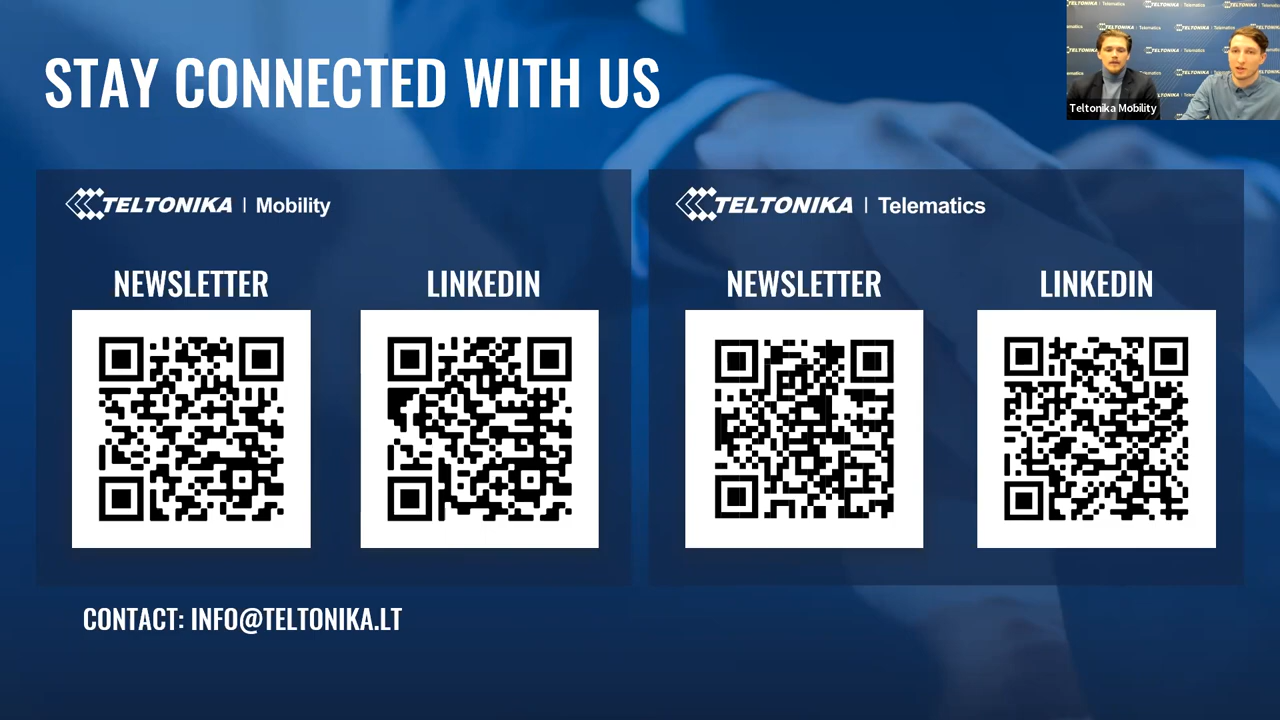 STAY CONNECTED WITH US
Teltonika Mobility
TELTONIKA | Mobility
NEWSLETTER
LINKEDIN
TELTONIKA | Telematics
NEWSLETTER
LINKEDIN
CONTACT: INFO@TELTONIKA.LT